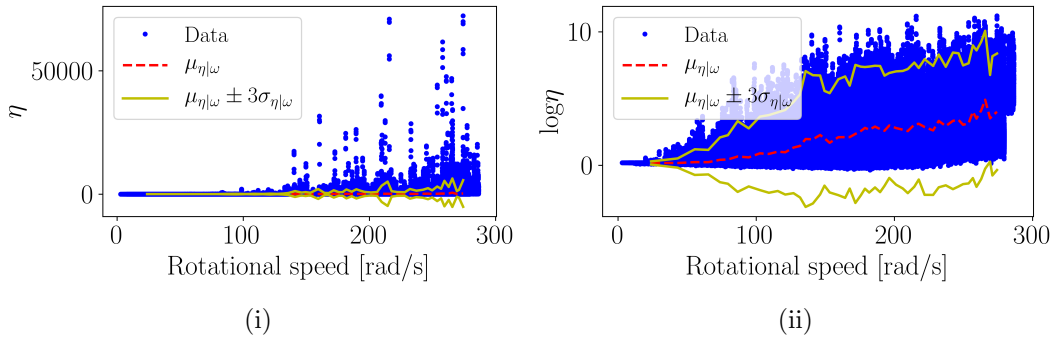 Data
μη|ω
μη|ω ± 3ση|ω
50000
0
η
0 100 200 300
Rotational speed [rad/s]
(i)
Data
μη|ω
μη|ω ± 3ση|ω
10
0
logη
0 100 200 300
Rotational speed [rad/s]
(ii)